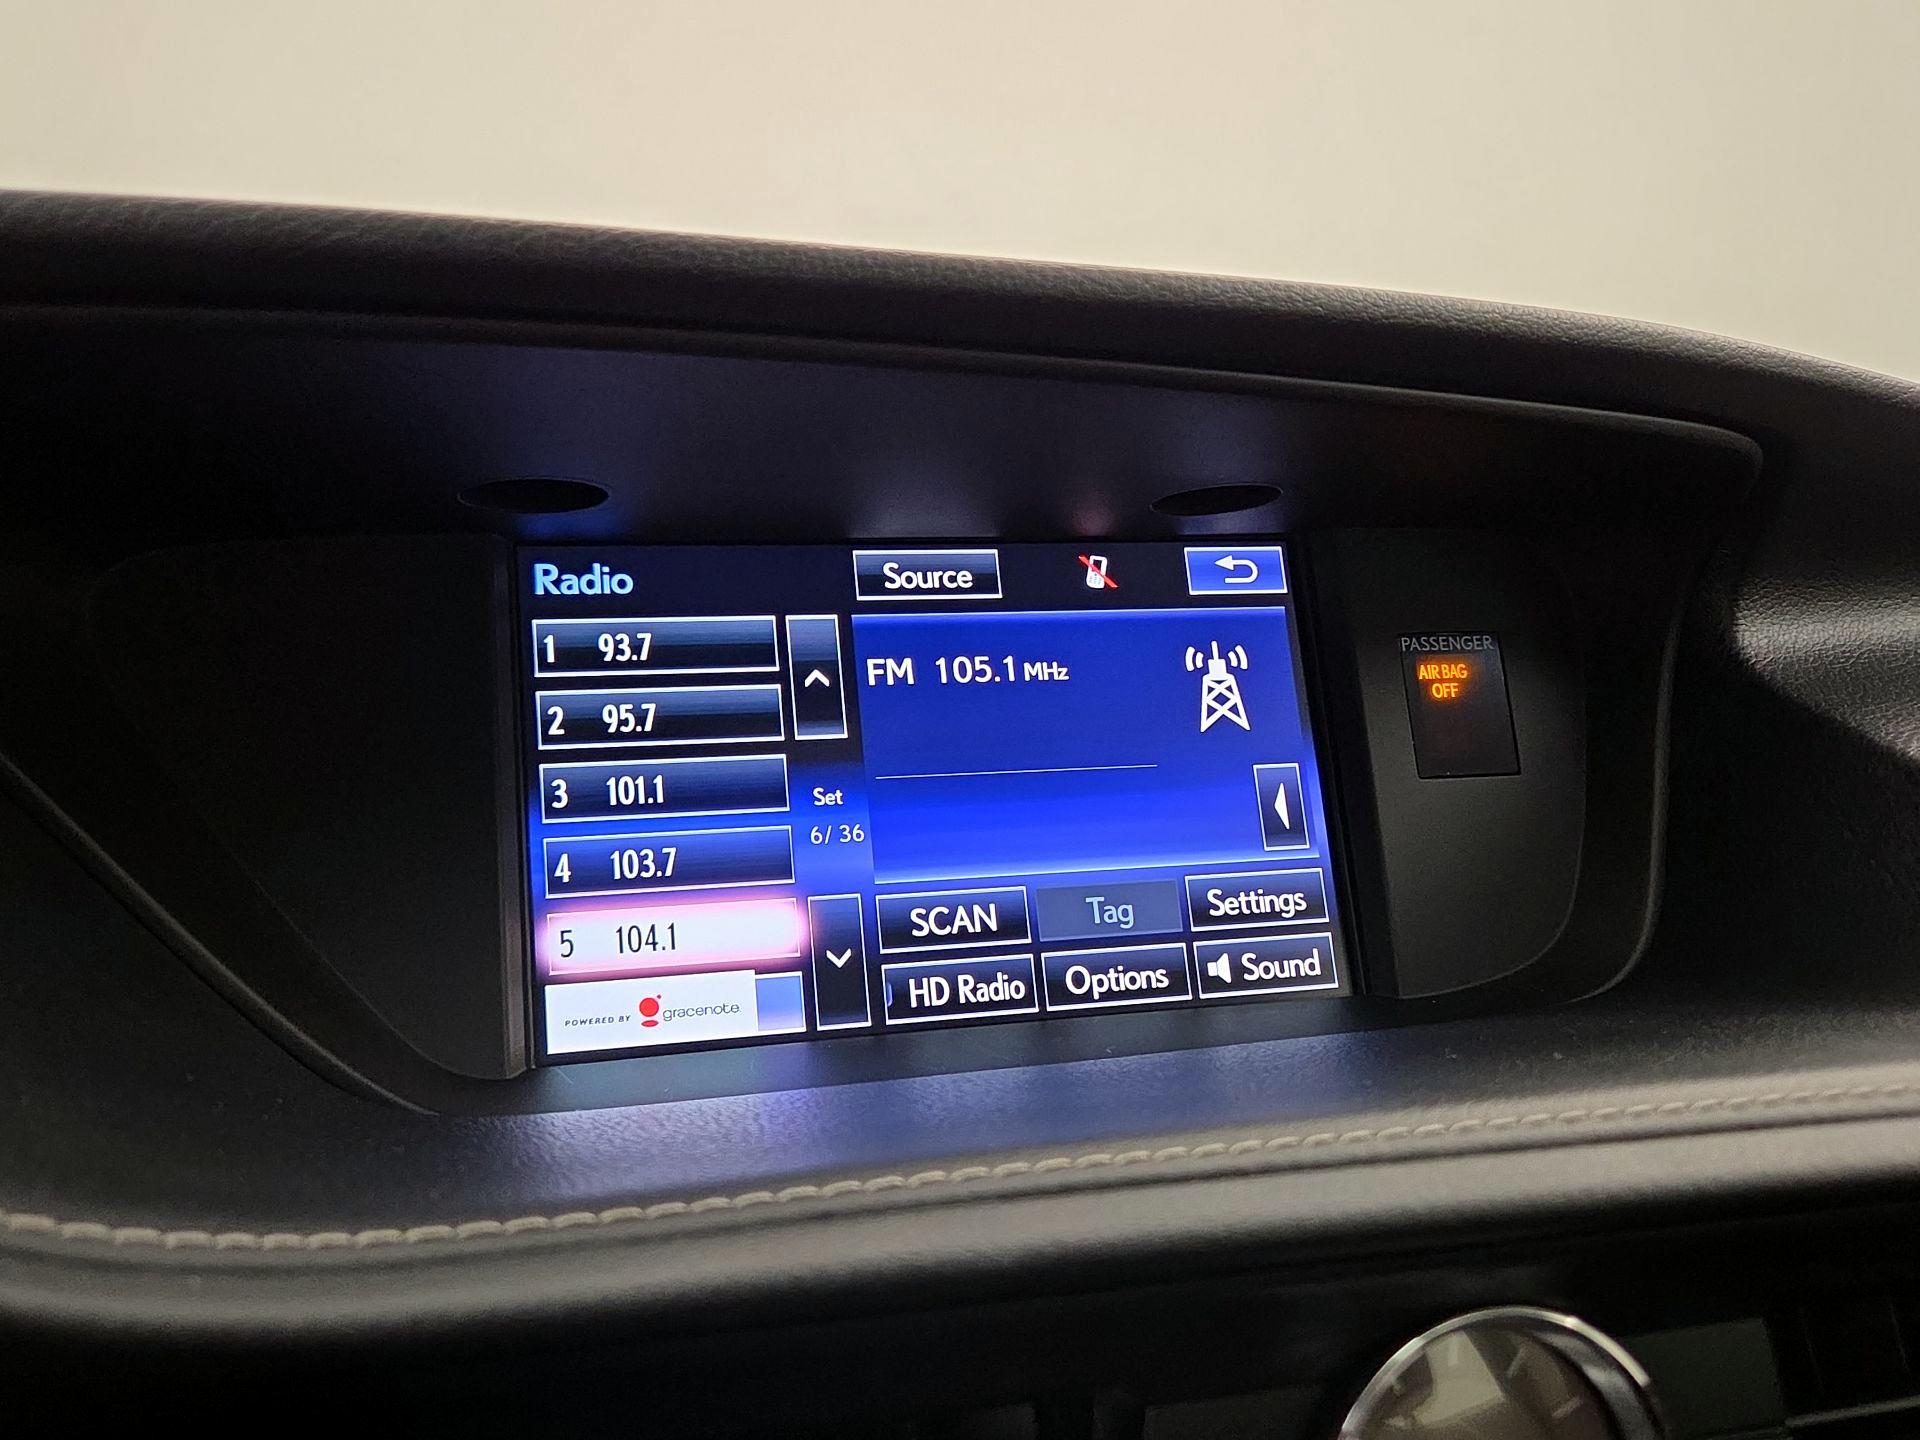 Radio
Source
1 93.7
2 95.7
3 101.1
4 103.7
5 104.1
POWERED BY gracenote
Set
6/ 36
FM 105.1 MHz
SCAN
Tag
Settings
HD Radio
Options
Sound
PASSENGER
AIR BAG
OFF